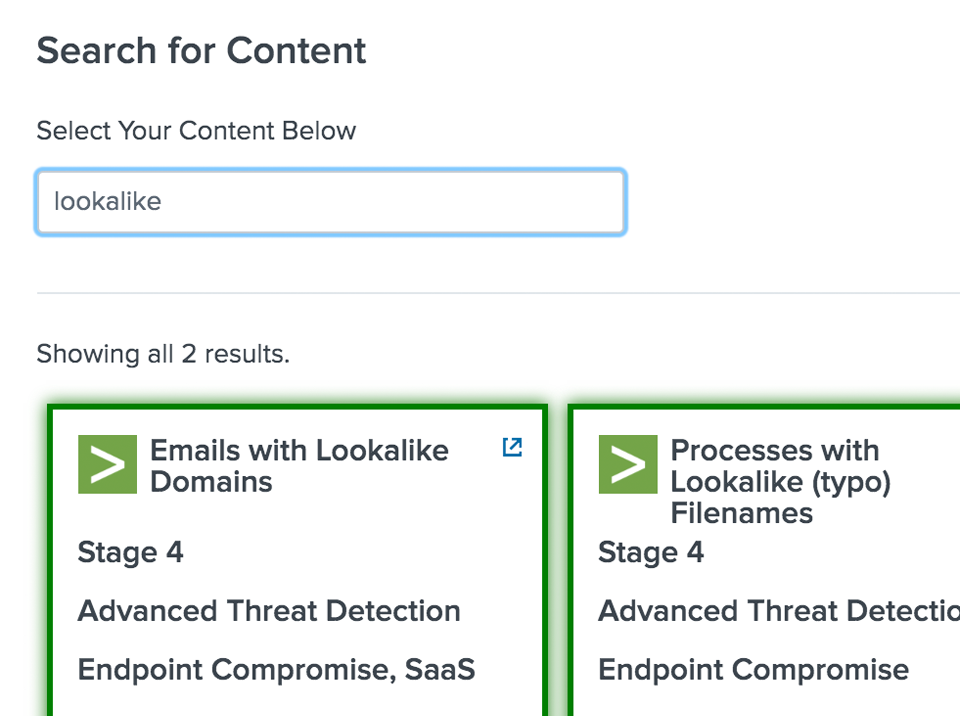 Search for Content
Select Your Content Below
lookalike
Showing all 2 results.
Emails with Lookalike
Domains
Stage 4
Advanced Threat Detection
Endpoint Compromise, SaaS
Processes with
Lookalike (typo)
Filenames
Stage 4
Advanced Threat Detectio
Endpoint Compromise